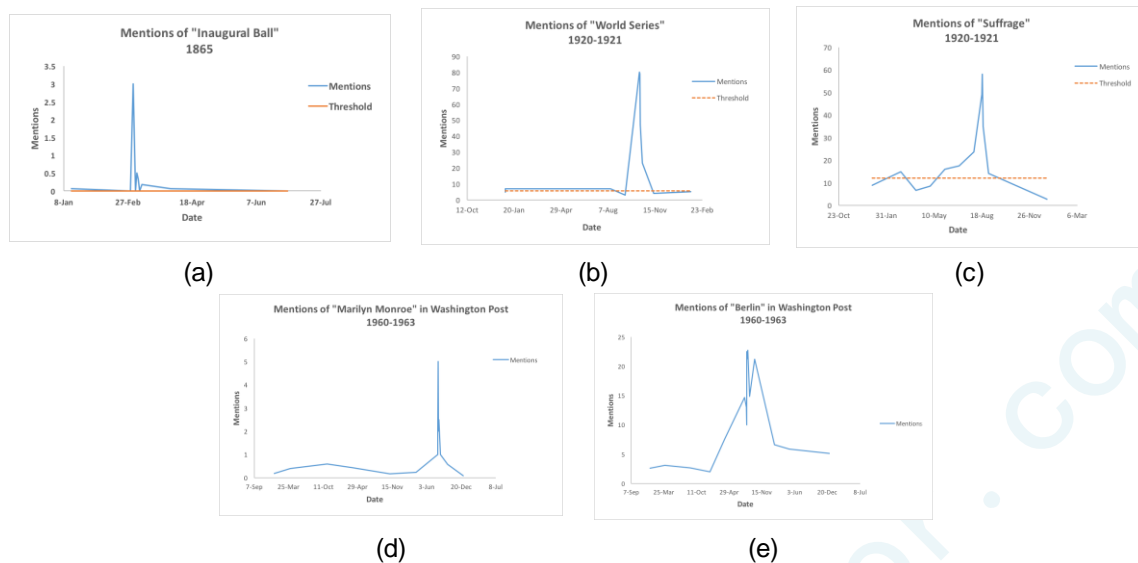 Mentions of "Inaugural Ball"
1865
3.5
3
2.5
2
1.5
1
0.5
0
Mentions
8-Jan 27-Feb 18-Apr 7-Jun 27-Jul
Date
Mentions
Threshold
(a)
Mentions of "World Series"
1920-1921
90
80
70
60
50
40
30
20
10
0
Mentions
12-Oct 20-Jan 29-Apr 7-Aug 15-Nov 23-Feb
Date
Mentions
Threshold
(b)
Mentions of "Suffrage"
1920-1921
70
60
50
40
30
20
10
0
Mentions
23-Oct 31-Jan 10-May 18-Aug 26-Nov 6-Mar
Date
Mentions
Threshold
(c)
Mentions of "Marilyn Monroe" in Washington Post
1960-1963
6
5
4
3
2
1
0
Mentions
7-Sep 25-Mar 11-Oct 29-Apr 15-Nov 3-Jun 20-Dec 8-Jul
Date
Mentions
(d)
Mentions of "Berlin" in Washington Post
1960-1963
25
20
15
10
5
0
Mentions
7-Sep 25-Mar 11-Oct 29-Apr 15-Nov 3-Jun 20-Dec 8-Jul
Date
Mentions
(e)
r . com